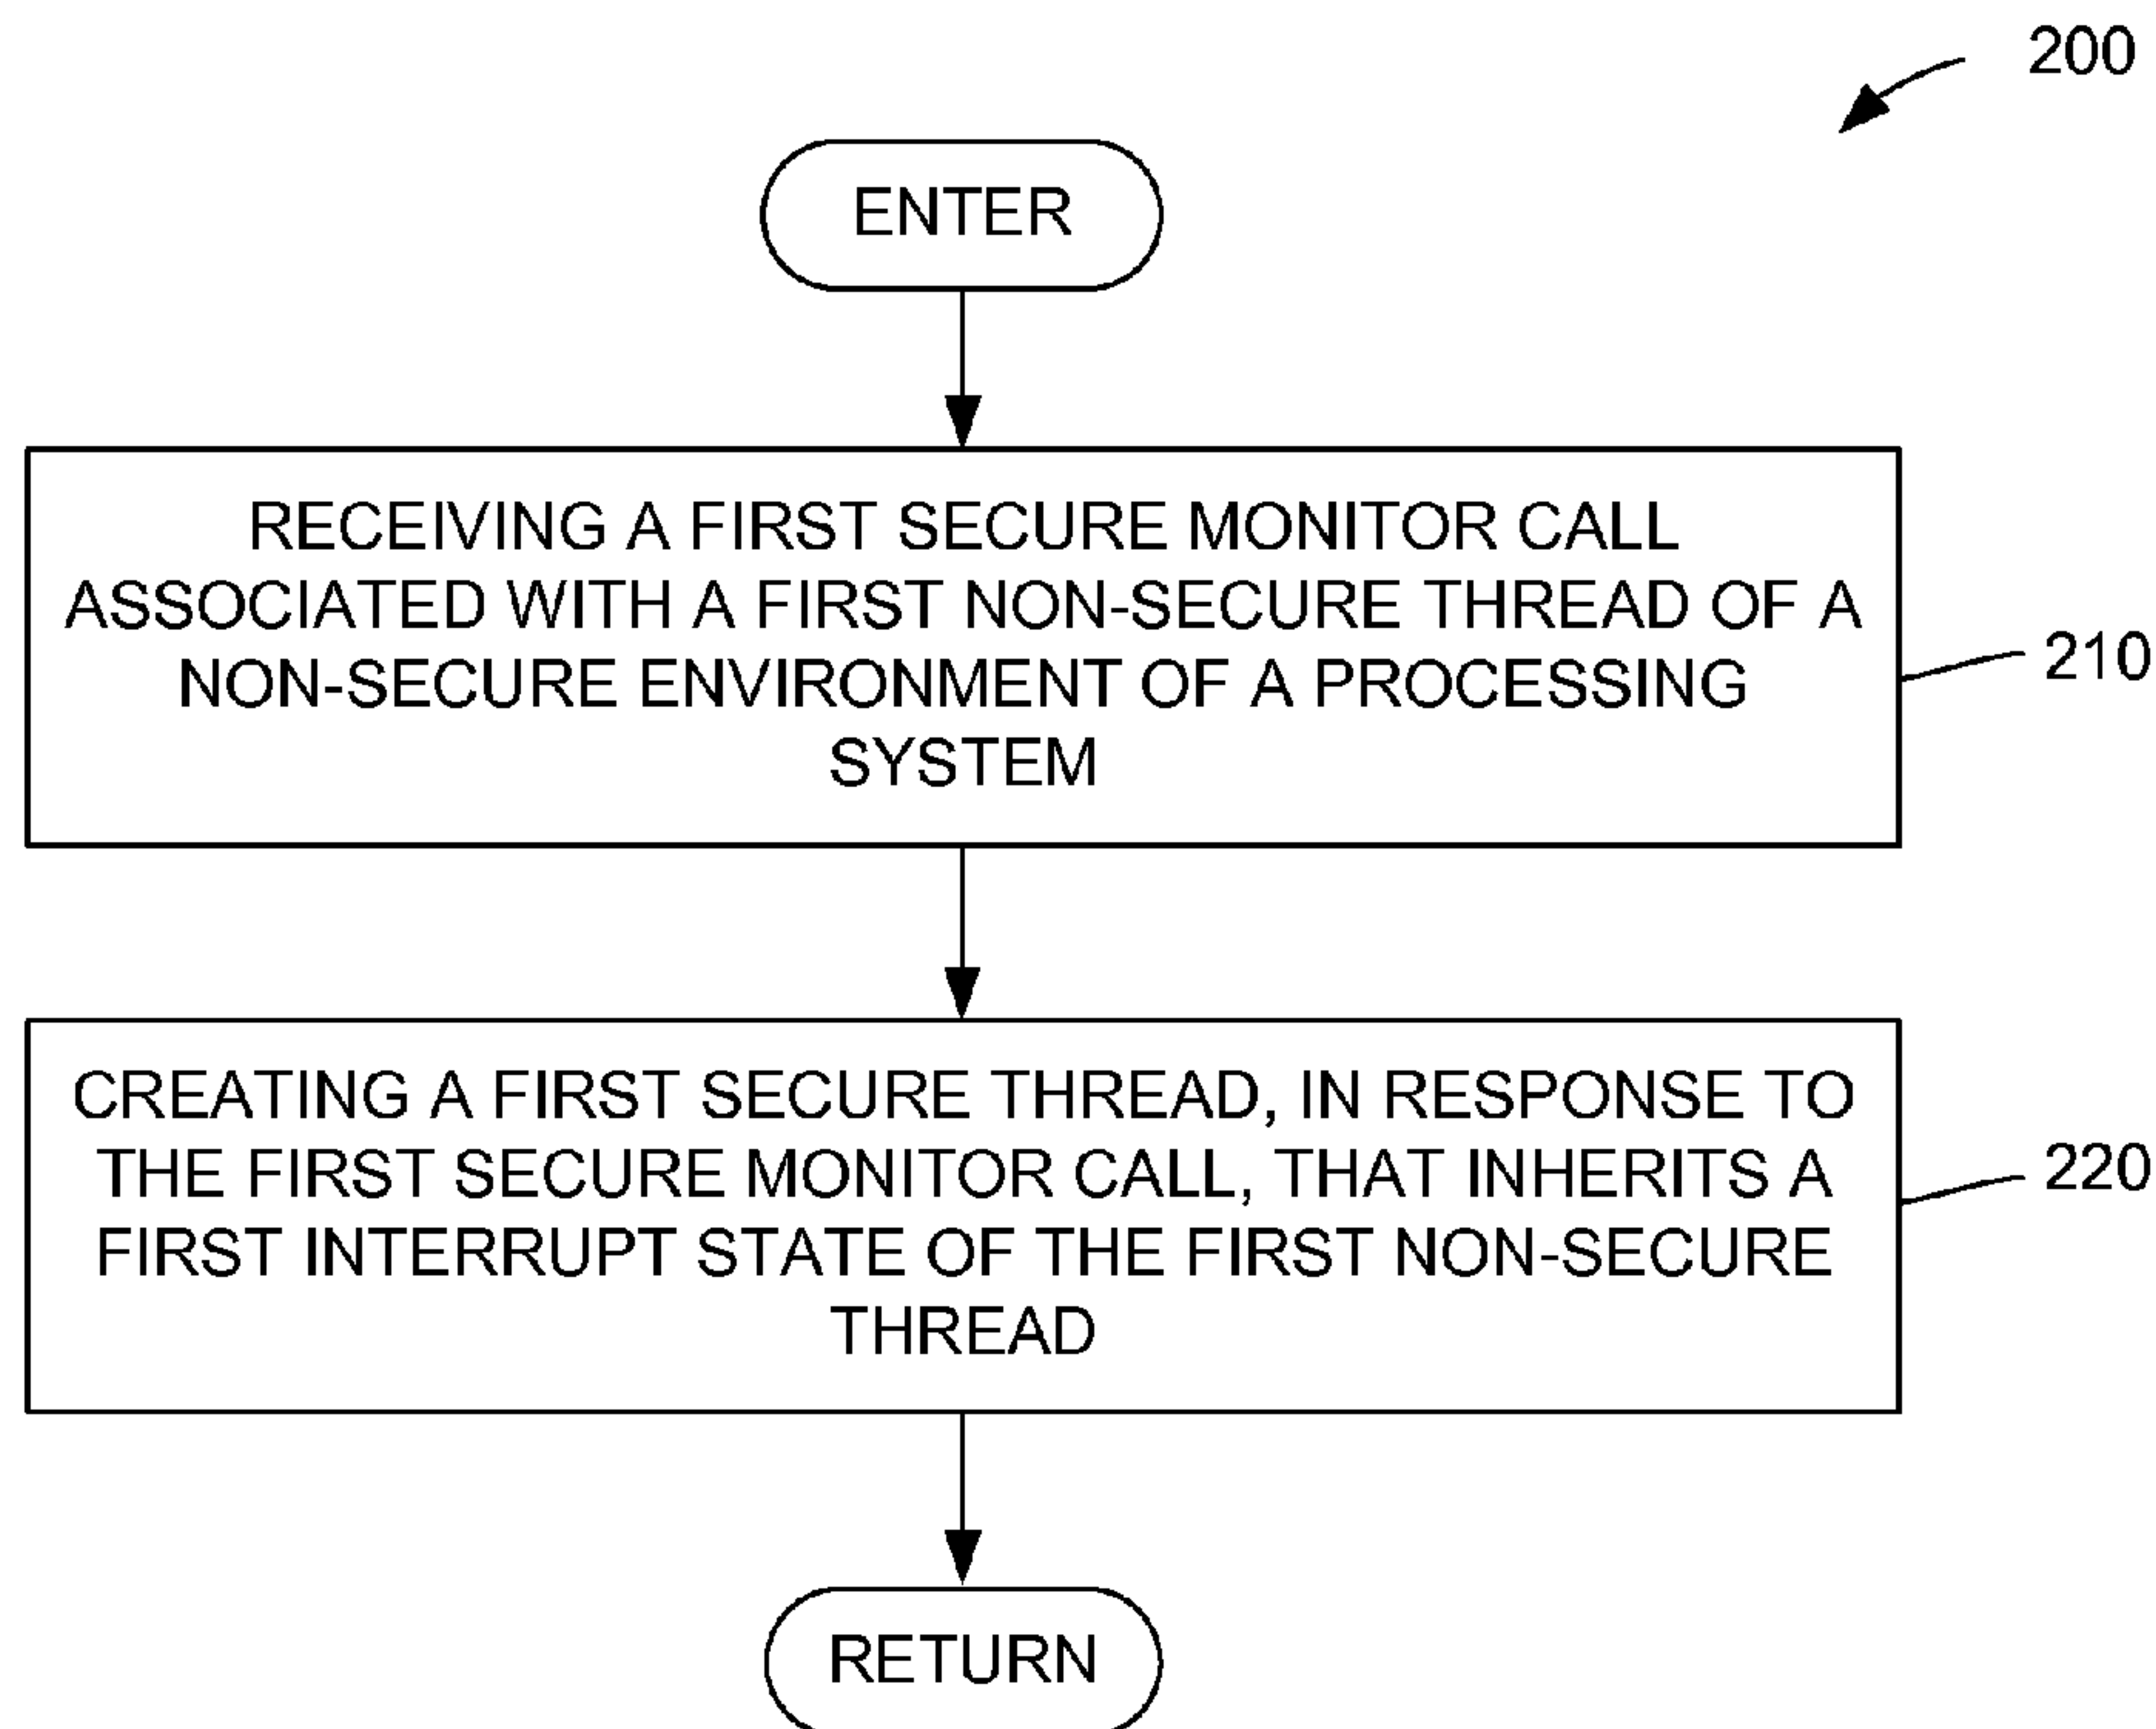 200
ENTER
RECEIVING A FIRST SECURE MONITOR CALL
ASSOCIATED WITH A FIRST NON-SECURE THREAD OF A
NON-SECURE ENVIRONMENT OF A PROCESSING
SYSTEM
210
CREATING A FIRST SECURE THREAD, IN RESPONSE TO
THE FIRST SECURE MONITOR CALL, THAT INHERITS A
FIRST INTERRUPT STATE OF THE FIRST NON-SECURE
THREAD
220
RETURN